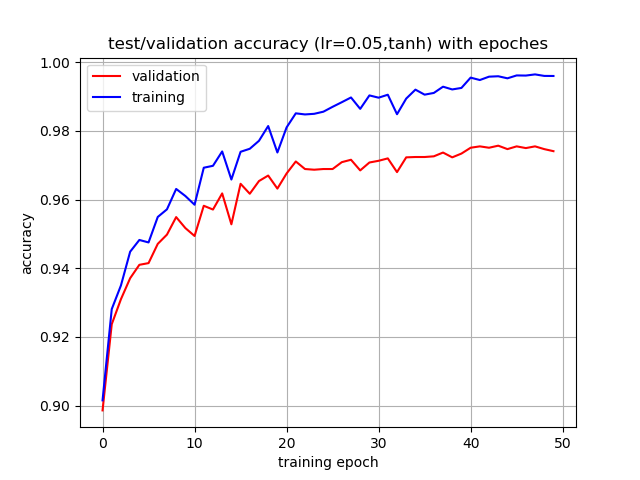 test/validation accuracy (lr=0.05,tanh) with epoches
1.00
validation
training
0.98
0.96
0.94
0.92
0.90
accuracy
0 10 20 30 40 50
training epoch